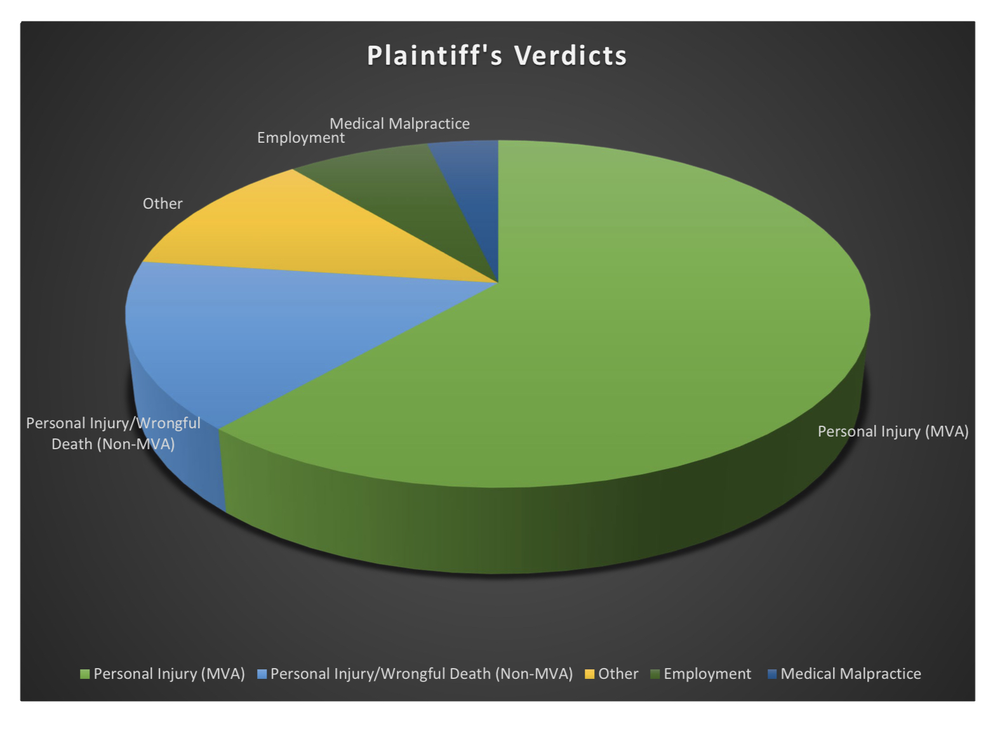 Plaintiff's Verdicts
Medical Malpractice
Employment
Other
Personal Injury/Wrongful
Death (Non-MVA)
Personal Injury (MVA)
Personal Injury (MVA) Personal Injury/Wrongful Death (Non-MVA) Other Employment Medical Malpractice